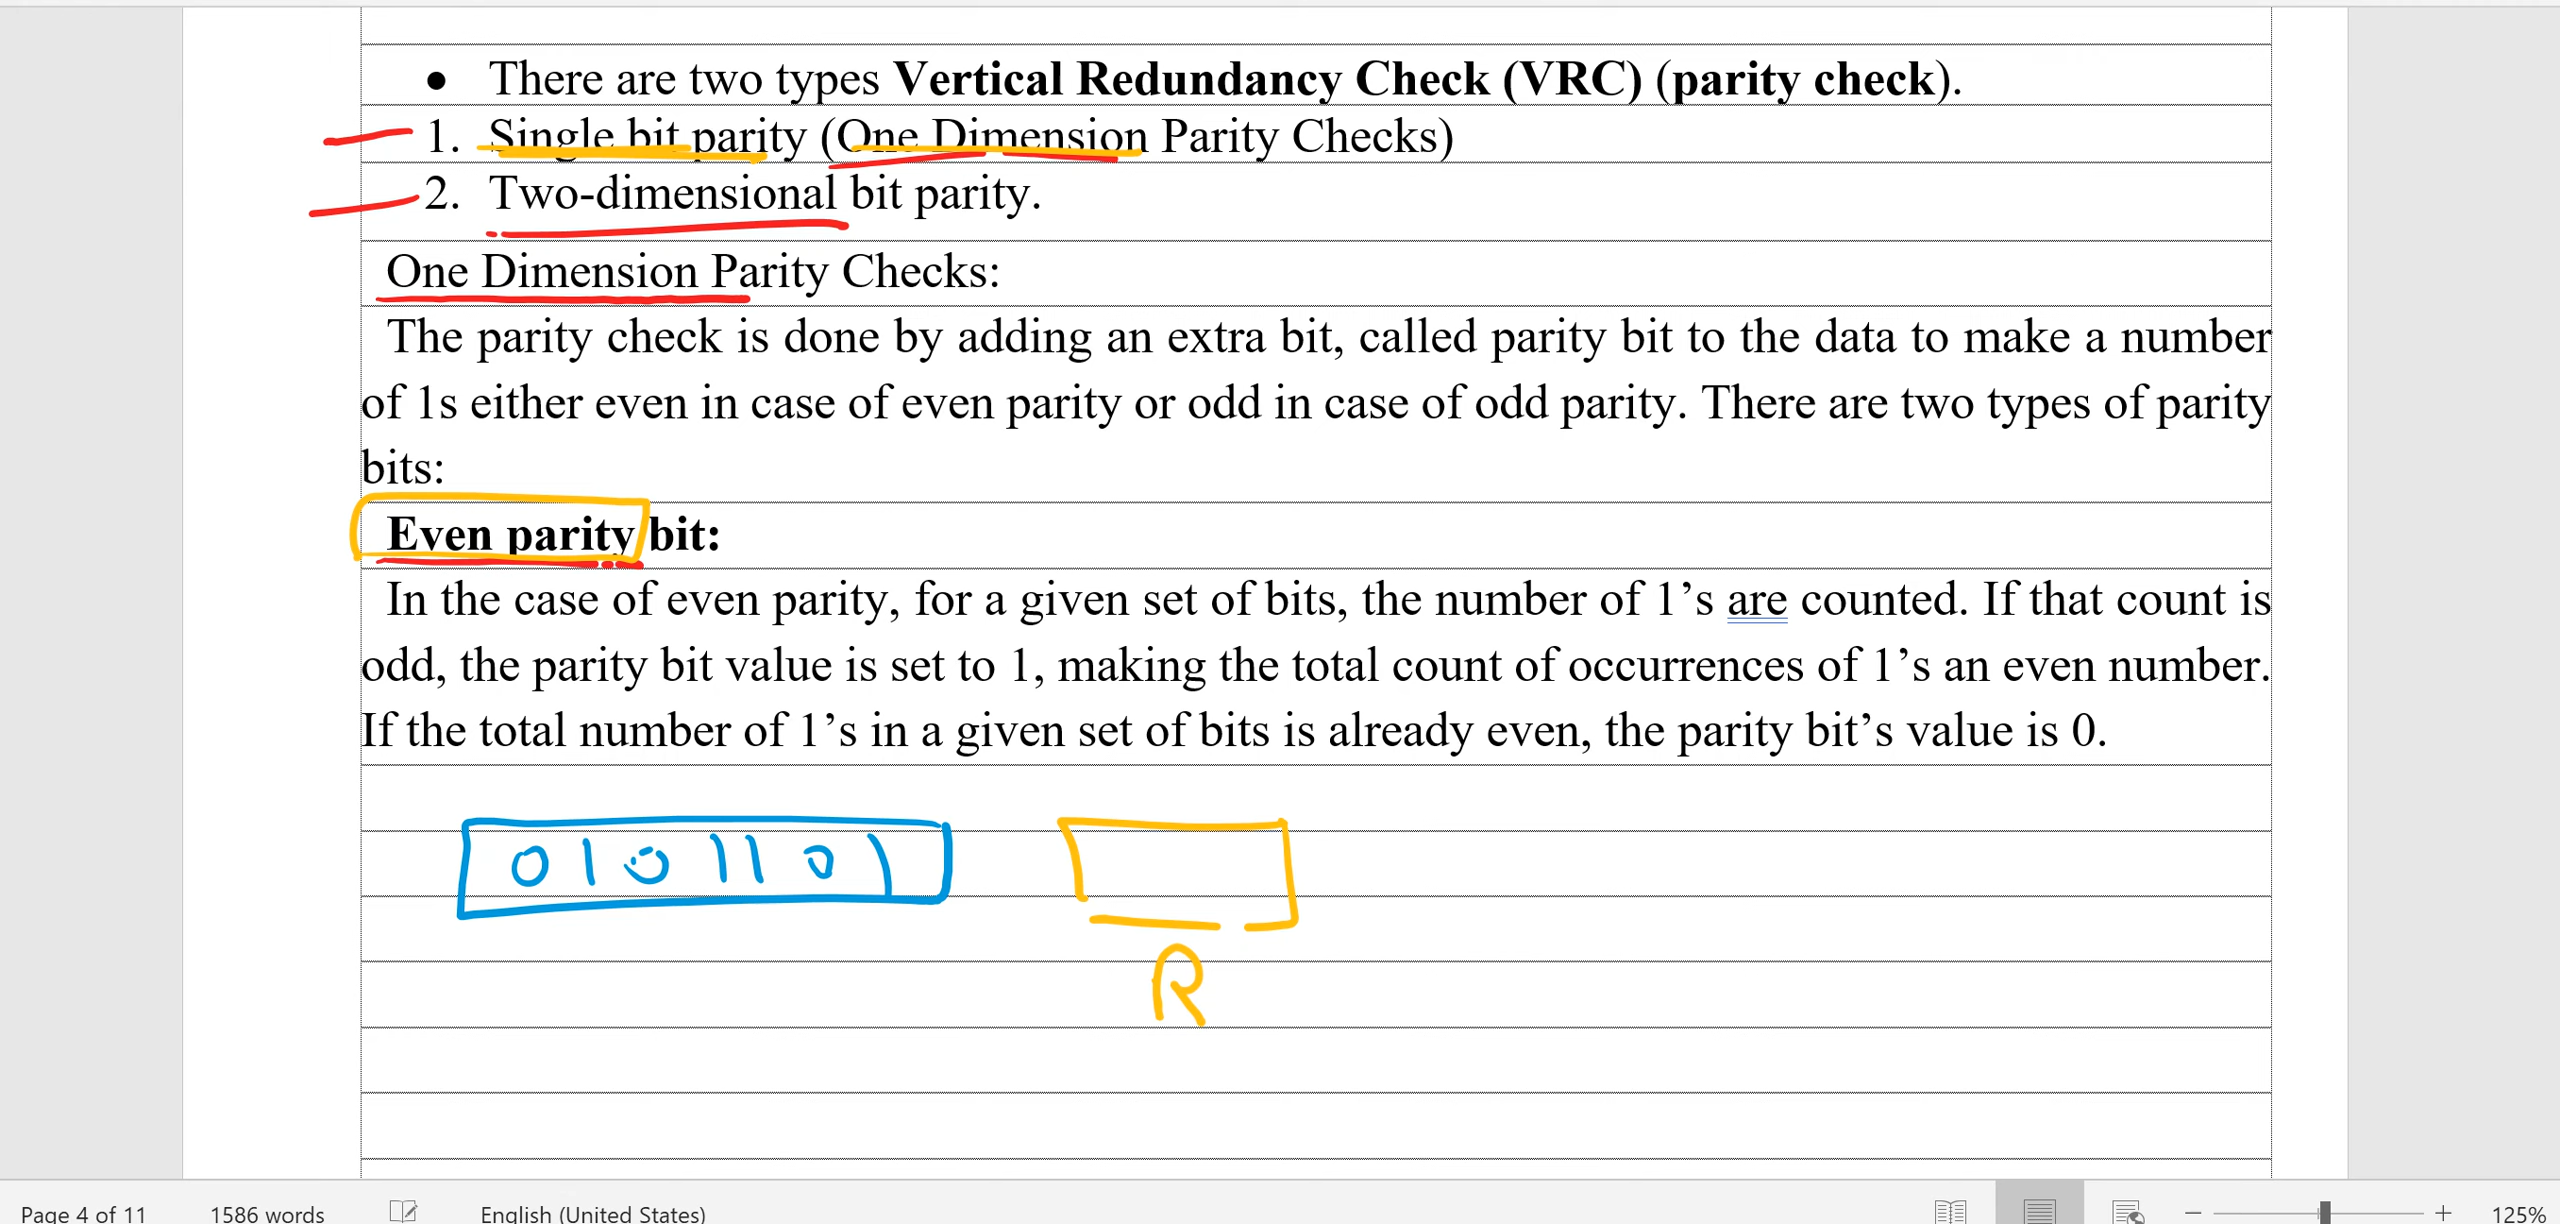 • There are two types Vertical Redundancy Check (VRC) (parity check).
1. Single bit parity (One Dimension Parity Checks)
2. Two-dimensional bit parity.
One Dimension Parity Checks:
The parity check is done by adding an extra bit, called parity bit to the data to make a number
of 1s either even in case of even parity or odd in case of odd parity. There are two types of parity
bits:
Even parity bit:
In the case of even parity, for a given set of bits, the number of 1’s are counted. If that count is
odd, the parity bit value is set to 1, making the total count of occurrences of 1’s an even number.
If the total number of 1’s in a given set of bits is already even, the parity bit’s value is 0.
0 1 0 1 1 0 1
R
Page 4 of 11 1586 words English (United States) 125%